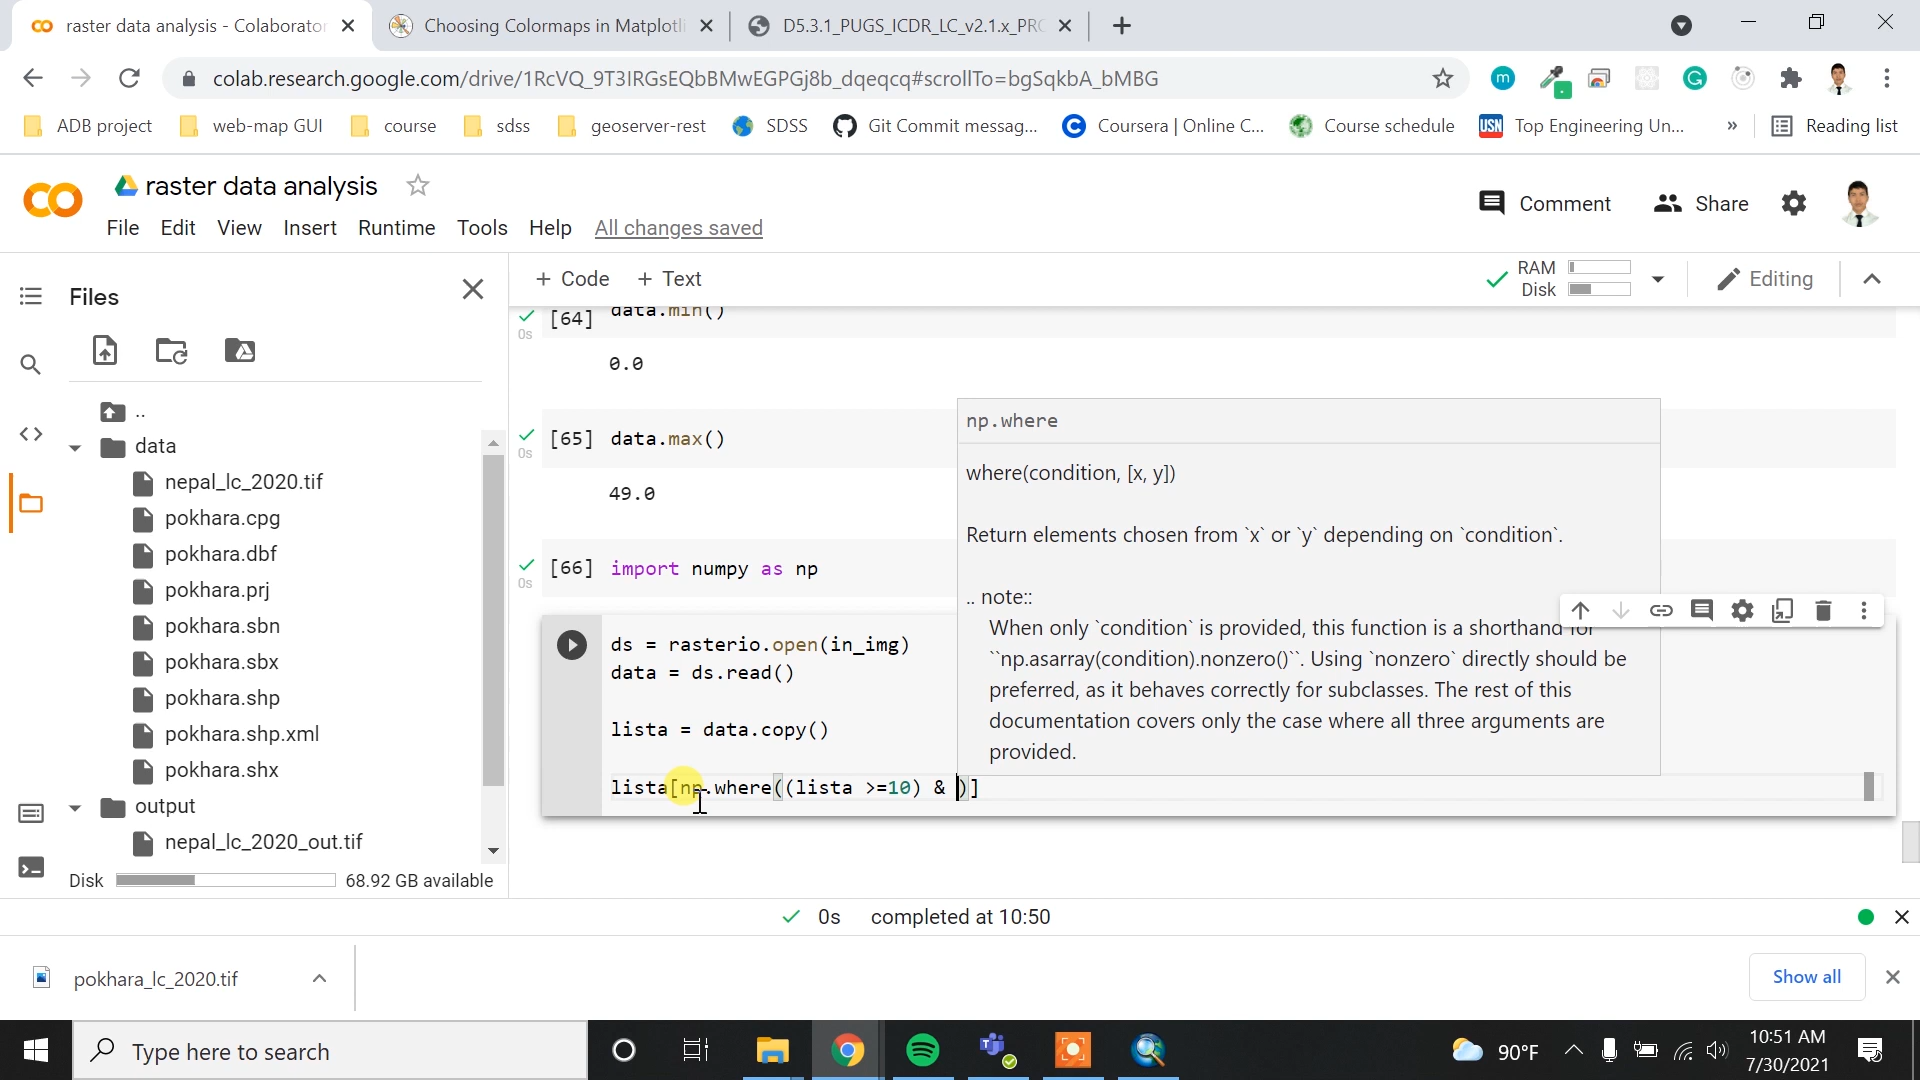 raster data analysis - Colaborator
Choosing Colormaps in Matplotli
D5.3.1_PUGS_ICDR_LC_v2.1.x_PRO
colab.research.google.com/drive/1RcVQ_9T3IRGsEQbBMwEGPGj8b_dqeqcq#scrollTo=bgSqkbA_bMBG
ADB project
web-map GUI
course
sdss
geoserver-rest
SDSS
Git Commit messag...
Coursera | Online C...
Course schedule
USN Top Engineering Un...
»
Reading list
raster data analysis
File Edit View Insert Runtime Tools Help All changes saved
Comment
Share
Files
+ Code + Text
RAM
Disk
Editing
..
data
nepal_lc_2020.tif
pokhara.cpg
pokhara.dbf
pokhara.prj
pokhara.sbn
pokhara.sbx
pokhara.shp
pokhara.shp.xml
pokhara.shx
output
nepal_lc_2020_out.tif
Disk 68.92 GB available
[64] data.min()
0s
0.0
[65] data.max()
0s
49.0
[66] import numpy as np
0s
ds = rasterio.open(in_img)
data = ds.read()
lista = data.copy()
lista[np.where((lista >=10) & )]
np.where
where(condition, [x, y])
Return elements chosen from `x` or `y` depending on `condition`.
.. note::
When only `condition` is provided, this function is a shorthand for
``np.asarray(condition).nonzero()``. Using `nonzero` directly should be
preferred, as it behaves correctly for subclasses. The rest of this
documentation covers only the case where all three arguments are
provided.
0s completed at 10:50
pokhara_lc_2020.tif
Show all
Type here to search
90°F
10:51 AM
7/30/2021